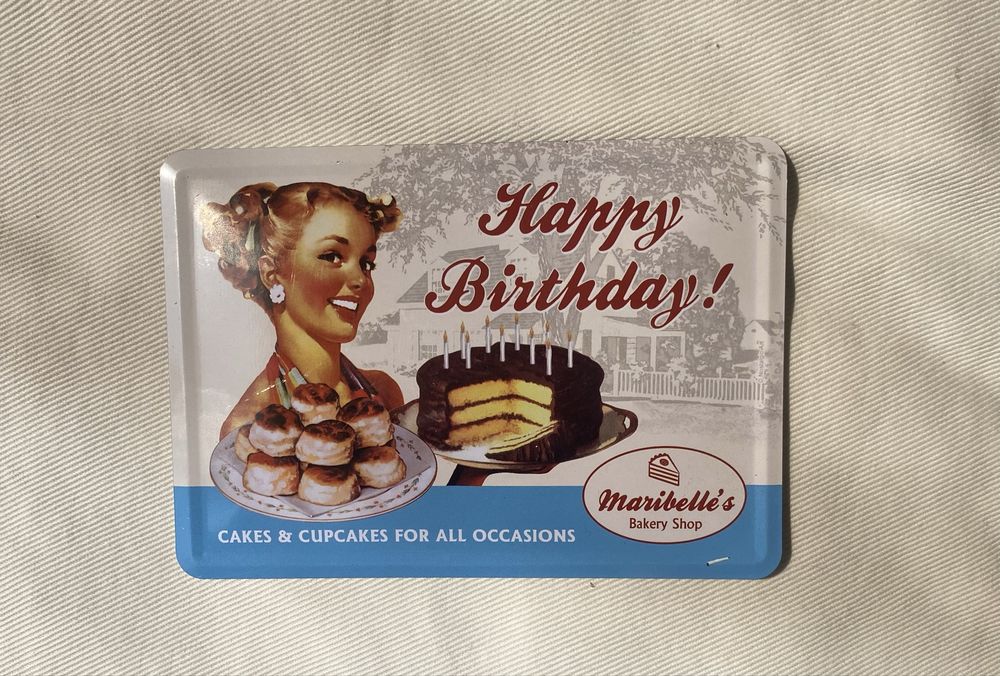 Happy
Birthday!
Maribelle's
Bakery Shop
CAKES & CUPCAKES FOR ALL OCCASIONS